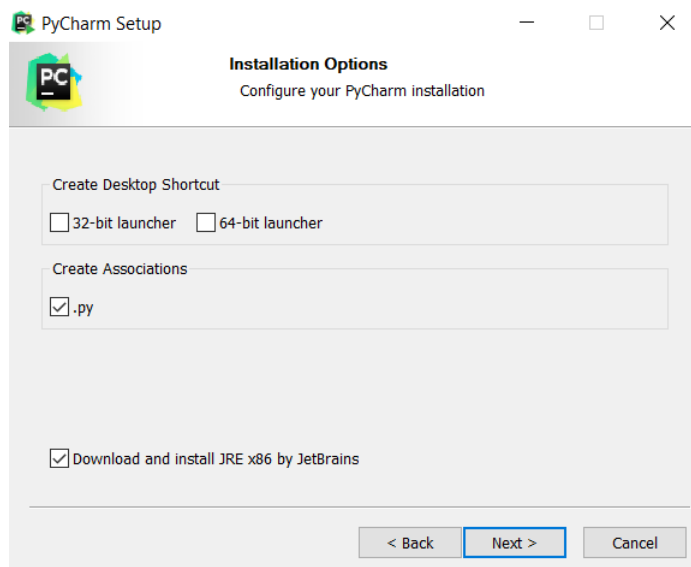 PC PyCharm Setup
PC
Installation Options
Configure your PyCharm installation
Create Desktop Shortcut
32-bit launcher 64-bit launcher
Create Associations
.py
Download and install JRE x86 by JetBrains
< Back Next > Cancel